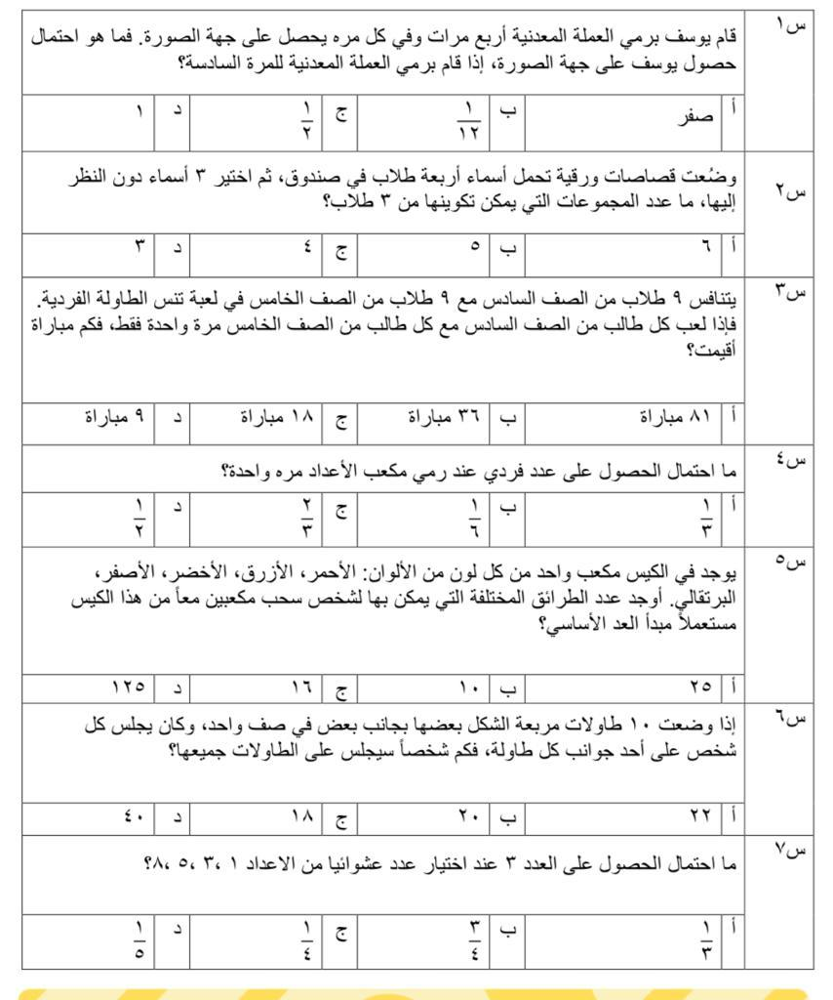 س١ قام يوسف برمي العملة المعدنية أربع مرات وفي كل مره يحصل على جهة الصورة. فما هو احتمال
حصول يوسف على جهة الصورة، إذا قام برمي العملة المعدنية للمرة السادسة؟
أ صفر ب ١/١٢ ج ١/٢ د ١
س٢ وضُعت قصاصات ورقية تحمل أسماء أربعة طلاب في صندوق، ثم اختير ٣ أسماء دون النظر
إليها، ما عدد المجموعات التي يمكن تكوينها من ٣ طلاب؟
أ ٦ ب ٥ ج ٤ د ٣
س٣ يتنافس ٩ طلاب من الصف السادس مع ٩ طلاب من الصف الخامس في لعبة تنس الطاولة الفردية.
فإذا لعب كل طالب من الصف السادس مع كل طالب من الصف الخامس مرة واحدة فقط، فكم مباراة
أقيمت؟
أ ٨١ مباراة ب ٣٦ مباراة ج ١٨ مباراة د ٩ مباراة
س٤ ما احتمال الحصول على عدد فردي عند رمي مكعب الأعداد مره واحدة؟
أ ١/٣ ب ١/٦ ج ٢/٣ د ١/٢
س٥ يوجد في الكيس مكعب واحد من كل لون من الألوان: الأحمر، الأزرق، الأخضر، الأصفر،
البرتقالي. أوجد عدد الطرائق المختلفة التي يمكن بها لشخص سحب مكعبين معاً من هذا الكيس
مستعملاً مبدأ العد الأساسي؟
أ ٢٥ ب ١٠ ج ١٦ د ١٢٥
س٦ إذا وضعت ١٠ طاولات مربعة الشكل بعضها بجانب بعض في صف واحد، وكان يجلس كل
شخص على أحد جوانب كل طاولة، فكم شخصاً سيجلس على الطاولات جميعها؟
أ ٢٢ ب ٢٠ ج ١٨ د ٤٠
س٧ ما احتمال الحصول على العدد ٣ عند اختيار عدد عشوائيا من الاعداد ١ ،٣ ،٥ ،٨؟
أ ١/٣ ب ٣/٤ ج ١/٤ د ١/٥